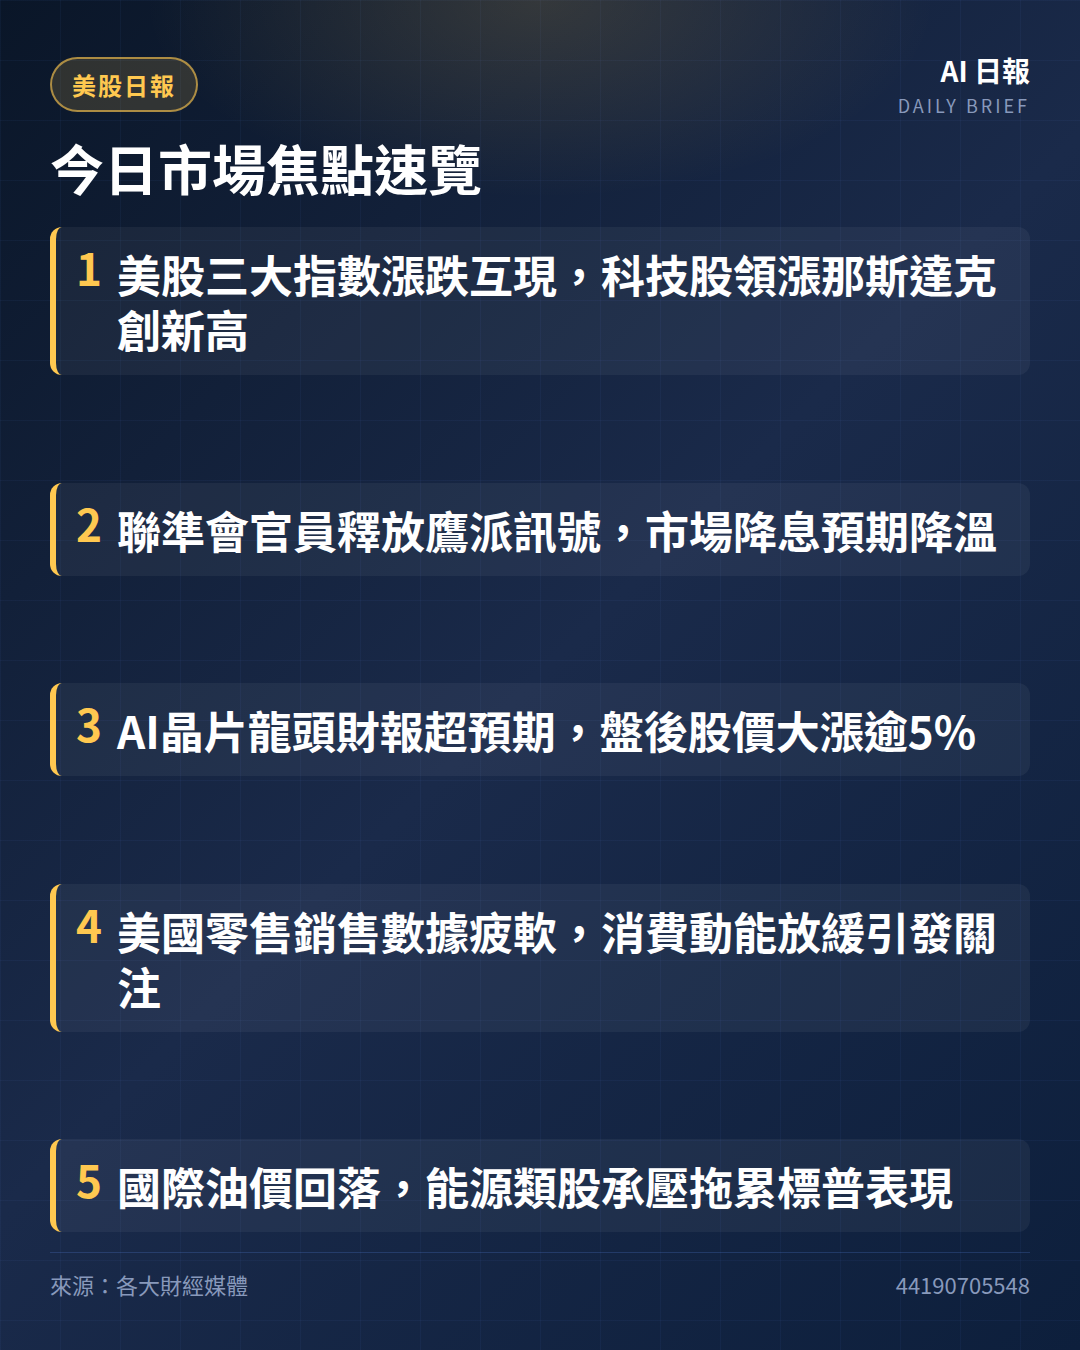 美股日報
AI 日報
DAILY BRIEF
今日市場焦點速覽
1 美股三大指數漲跌互現，科技股領漲那斯達克
創新高
2 聯準會官員釋放鷹派訊號，市場降息預期降溫
3 AI晶片龍頭財報超預期，盤後股價大漲逾5%
4 美國零售銷售數據疲軟，消費動能放緩引發關
注
5 國際油價回落，能源類股承壓拖累標普表現
來源：各大財經媒體
44190705548